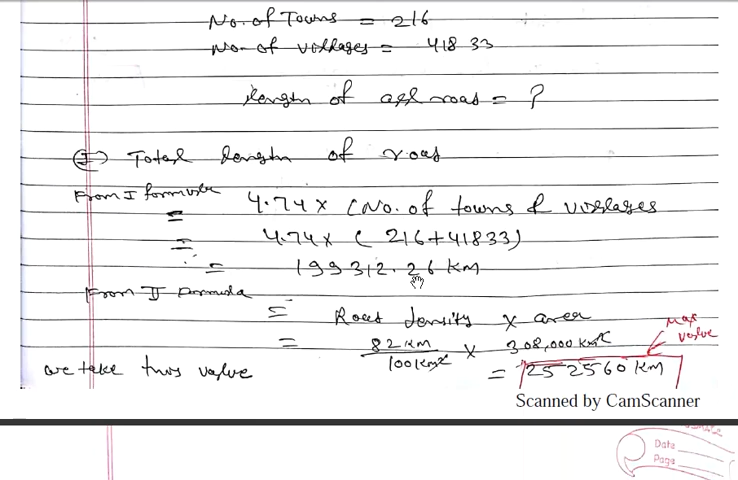 No. of Towns = 216
No. of villages = 41833
length of all road = ?
(I) Total length of road
From I formula = 4.74 x (No. of towns & villages
= 4.74 x ( 216+41833)
= 199312.26 KM
From II Formula = Road density x area
= 82 KM / 100 KM² x 308,000 KM²
Max value
we take this value = 252560 KM
Scanned by CamScanner
Date
Page